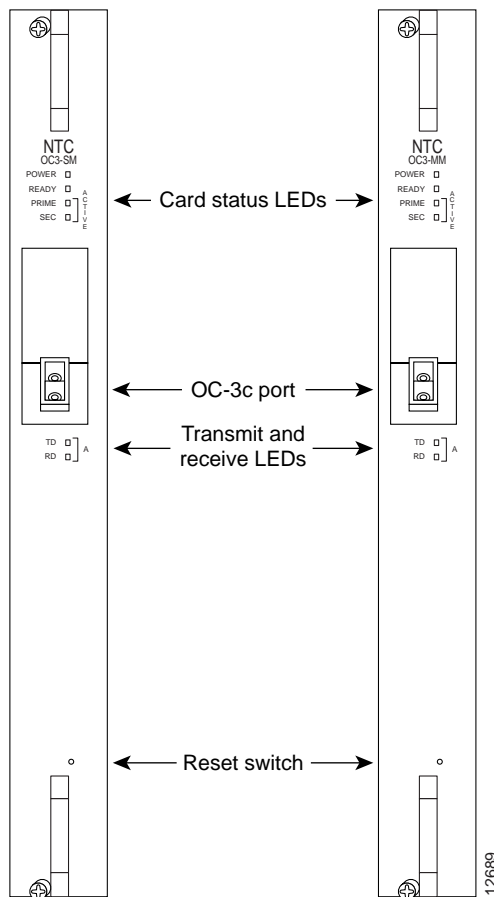 NTC
OC3-SM
POWER
READY
PRIME
SEC
ACTIVE
NTC
OC3-MM
POWER
READY
PRIME
SEC
ACTIVE
Card status LEDs
OC-3c port
Transmit and
receive LEDs
TD
RD
A
TD
RD
A
Reset switch
12689